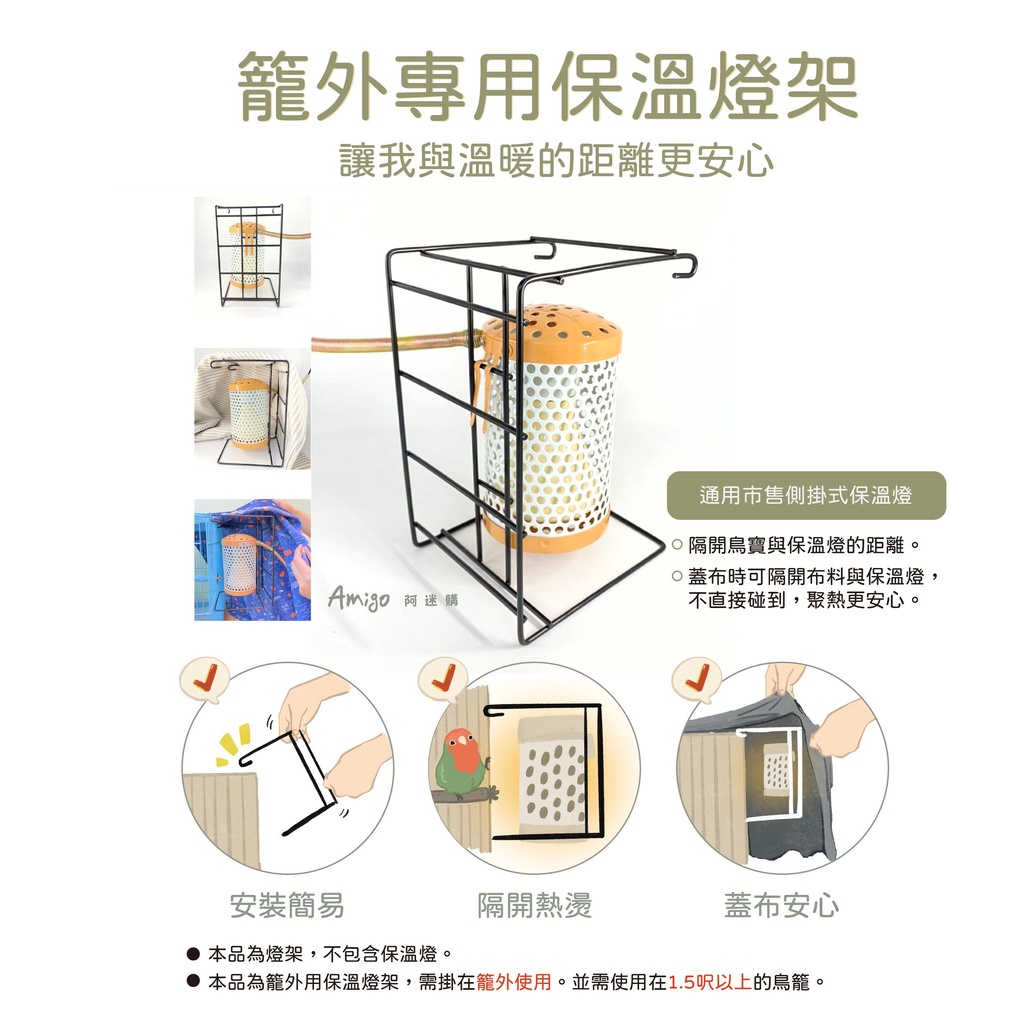 籠外專用保溫燈架
讓我與溫暖的距離更安心
通用市售側掛式保溫燈
隔開鳥寶與保溫燈的距離。
蓋布時可隔開布料與保溫燈，
不直接碰到，聚熱更安心。
Amigo 阿迷購
安裝簡易
隔開熱燙
蓋布安心
● 本品為燈架，不包含保溫燈。
● 本品為籠外用保溫燈架，需掛在籠外使用。並需使用在1.5呎以上的鳥籠。